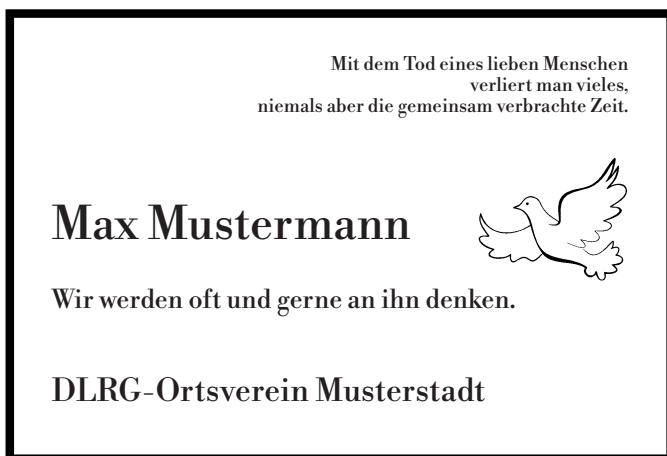 Mit dem Tod eines lieben Menschen
verliert man vieles,
niemals aber die gemeinsam verbrachte Zeit.
Max Mustermann
Wir werden oft und gerne an ihn denken.
DLRG-Ortsverein Musterstadt